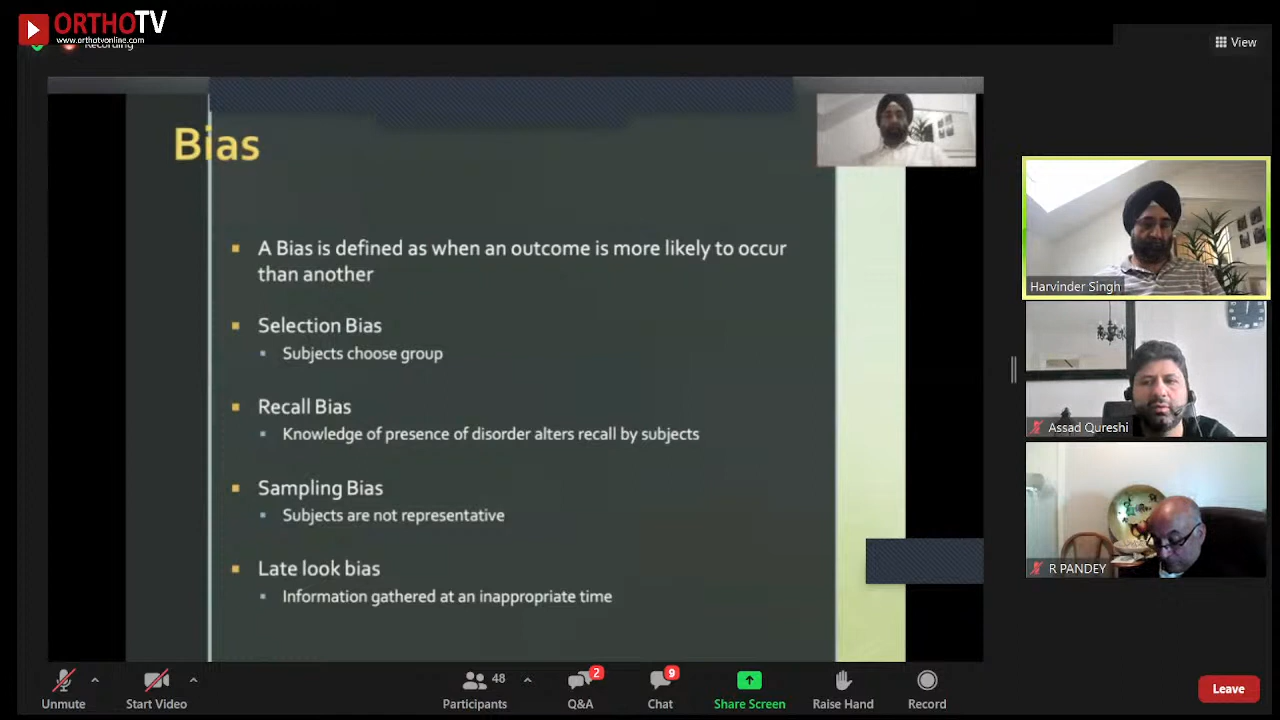 ORTHOTV
www.orthotvonline.com
Recording
View
Bias
A Bias is defined as when an outcome is more likely to occur
than another
Selection Bias
Subjects choose group
Recall Bias
Knowledge of presence of disorder alters recall by subjects
Sampling Bias
Subjects are not representative
Late look bias
Information gathered at an inappropriate time
Harvinder Singh
Assad Qureshi
R PANDEY
Unmute
Start Video
48
Participants
2
Q&A
9
Chat
Share Screen
Raise Hand
Record
Leave